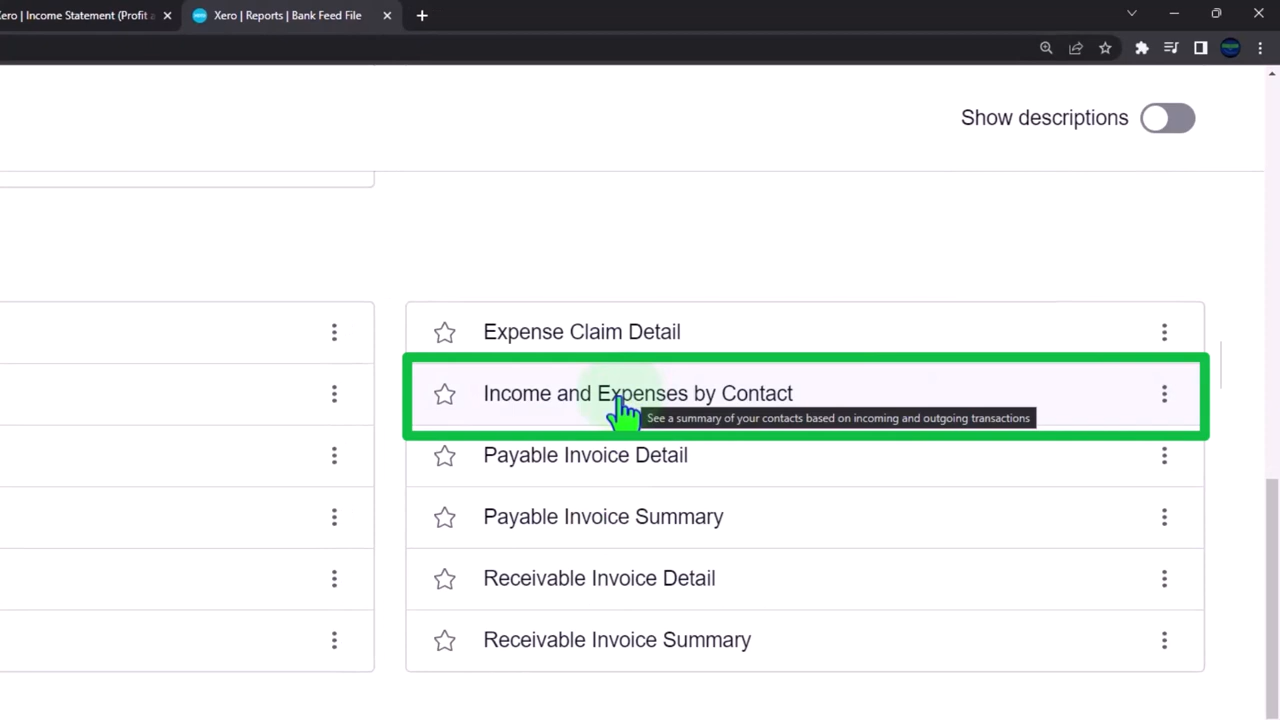 ero | Income Statement (Profit a
Xero | Reports | Bank Feed File
Show descriptions
Expense Claim Detail
Income and Expenses by Contact
See a summary of your contacts based on incoming and outgoing transactions
Payable Invoice Detail
Payable Invoice Summary
Receivable Invoice Detail
Receivable Invoice Summary